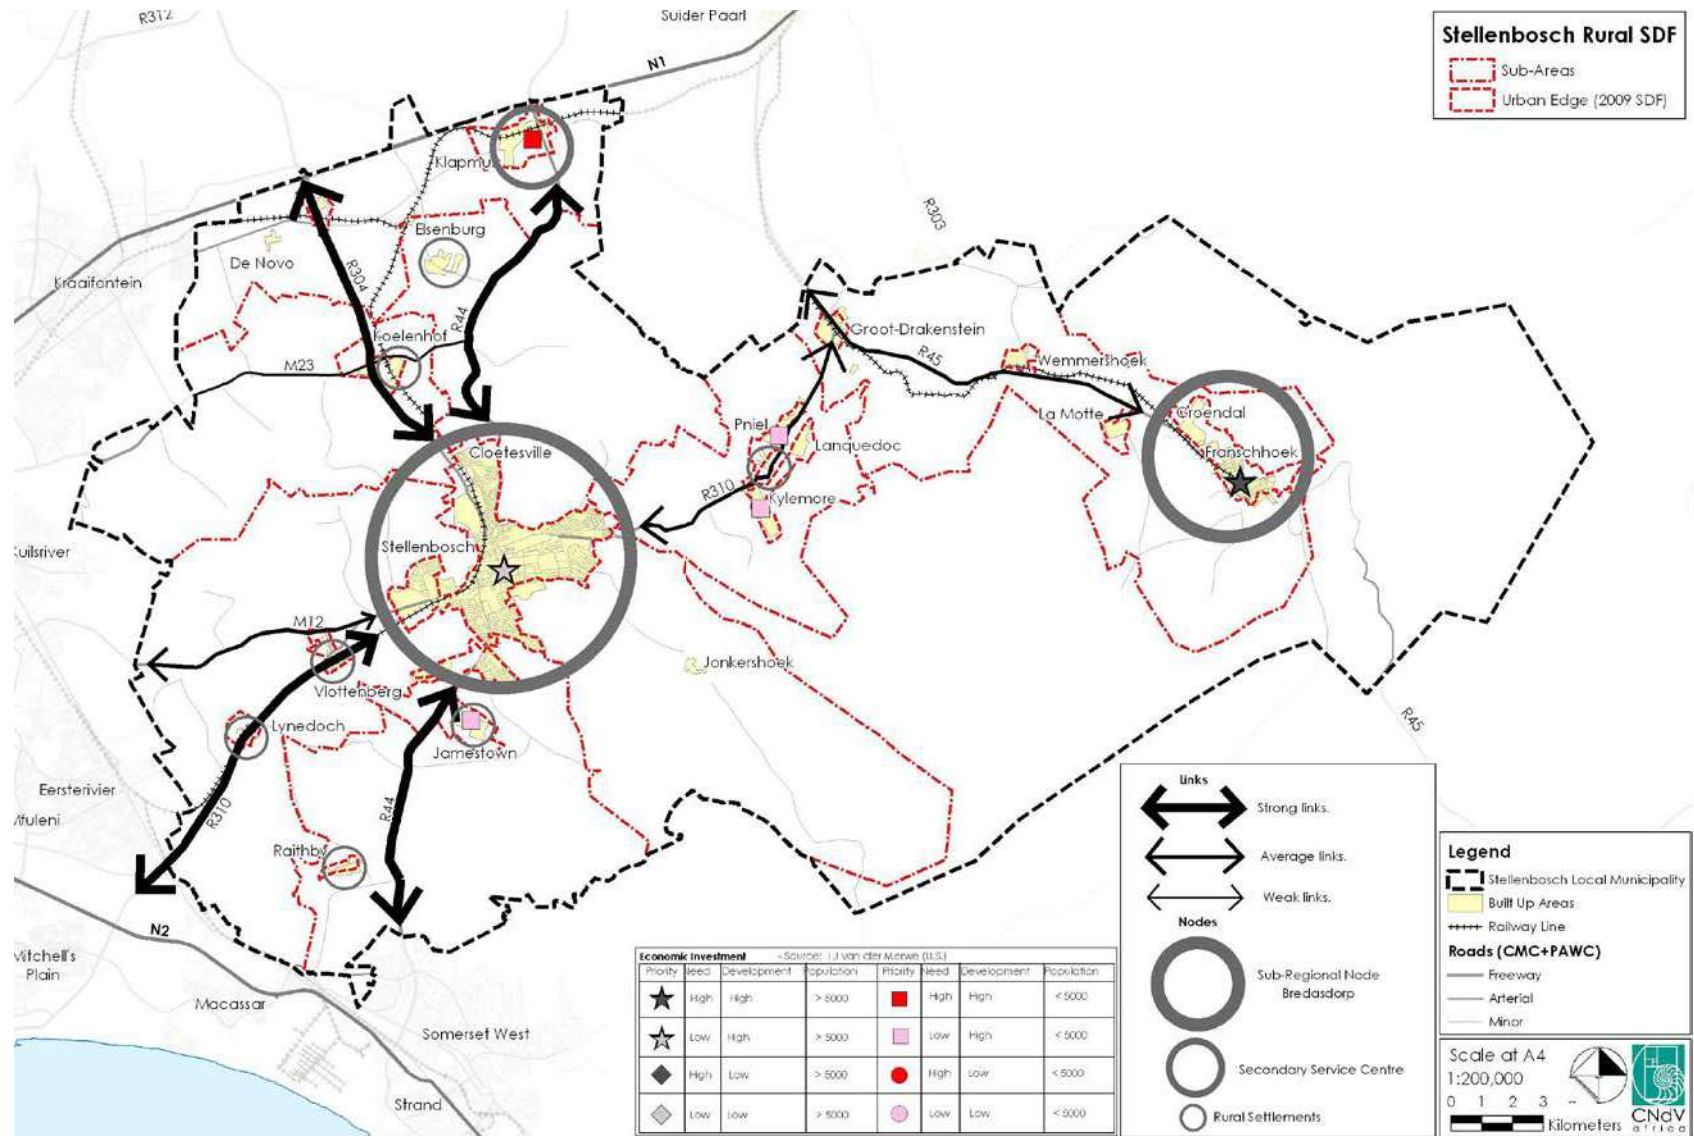 R312
Suider Paarl
N1
Stellenbosch Rural SDF
Sub-Areas
Urban Edge (2009 SDF)
Klapmuts
R303
Elsenburg
De Novo
Kraaifontein
R304
R44
Koelenhof
M23
Groot-Drakenstein
R45
Wemmershoek
La Motte
Groendal
Franschhoek
Pniel
Lanquedoc
R310
Kylemore
Cloetesville
Stellenbosch
Kuilsriver
M12
Vlottenberg
Jonkershoek
Lynedoch
Jamestown
R45
Eersterivier
Mfuleni
R310
R44
Raithby
N2
Mitchell's
Plain
Macassar
Somerset West
Strand
Links
Strong links.
Average links.
Weak links.
Nodes
Sub-Regional Node
Bredasdorp
Secondary Service Centre
Rural Settlements
Legend
Stellenbosch Local Municipality
Built Up Areas
Railway Line
Roads (CMC+PAWC)
Freeway
Arterial
Minor
Scale at A4
1:200,000
0 1 2 3
Kilometers
CNdV
africa
Economic Investment - Source: I.J van der Merwe (U.S.)
Priority Need Development Population Priority Need Development Population
High High > 5000 High High < 5000
Low High > 5000 Low High < 5000
High Low > 5000 High Low < 5000
Low Low > 5000 Low Low < 5000